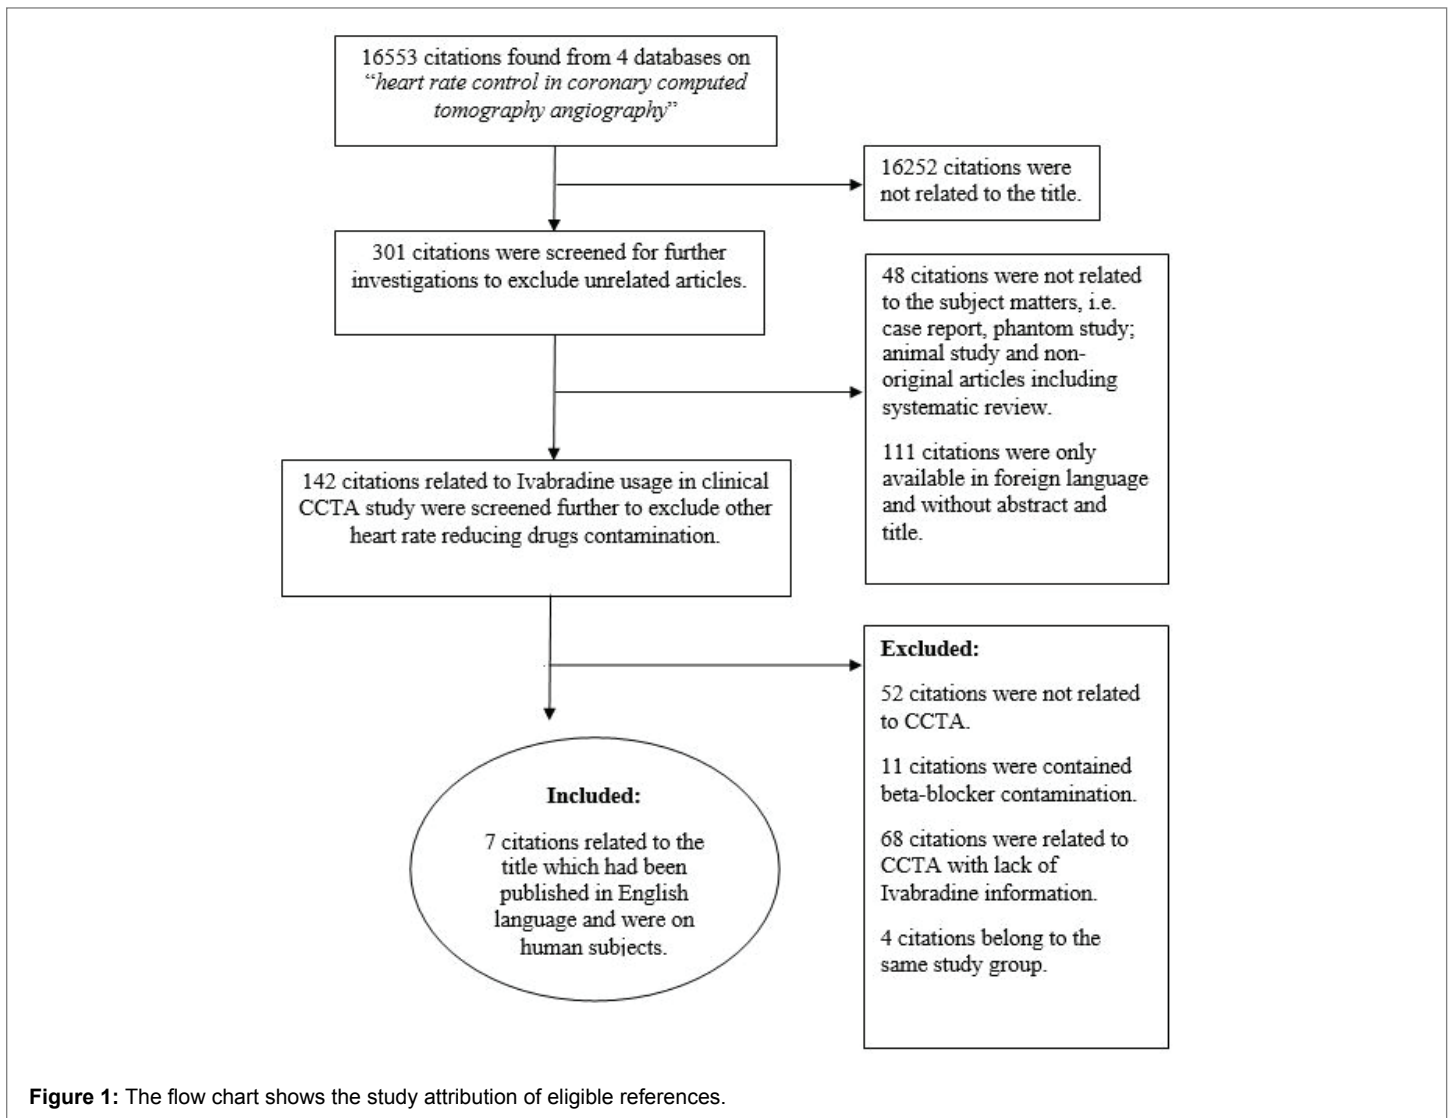 16553 citations found from 4 databases on
“heart rate control in coronary computed
tomography angiography”
16252 citations were
not related to the title.
301 citations were screened for further
investigations to exclude unrelated articles.
48 citations were not related
to the subject matters, i.e.
case report, phantom study;
animal study and non-
original articles including
systematic review.
111 citations were only
available in foreign language
and without abstract and
title.
142 citations related to Ivabradine usage in clinical
CCTA study were screened further to exclude other
heart rate reducing drugs contamination.
Excluded:
52 citations were not related
to CCTA.
11 citations were contained
beta-blocker contamination.
68 citations were related to
CCTA with lack of
Ivabradine information.
4 citations belong to the
same study group.
Included:
7 citations related to the
title which had been
published in English
language and were on
human subjects.
Figure 1: The flow chart shows the study attribution of eligible references.